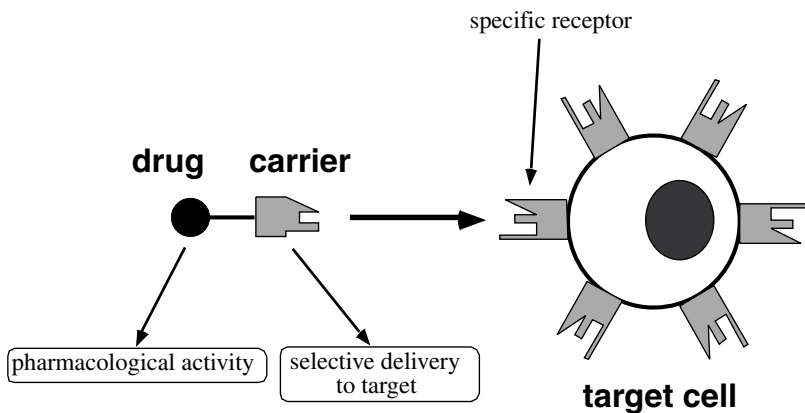 specific receptor
drug
carrier
pharmacological activity
selective delivery
to target
target cell